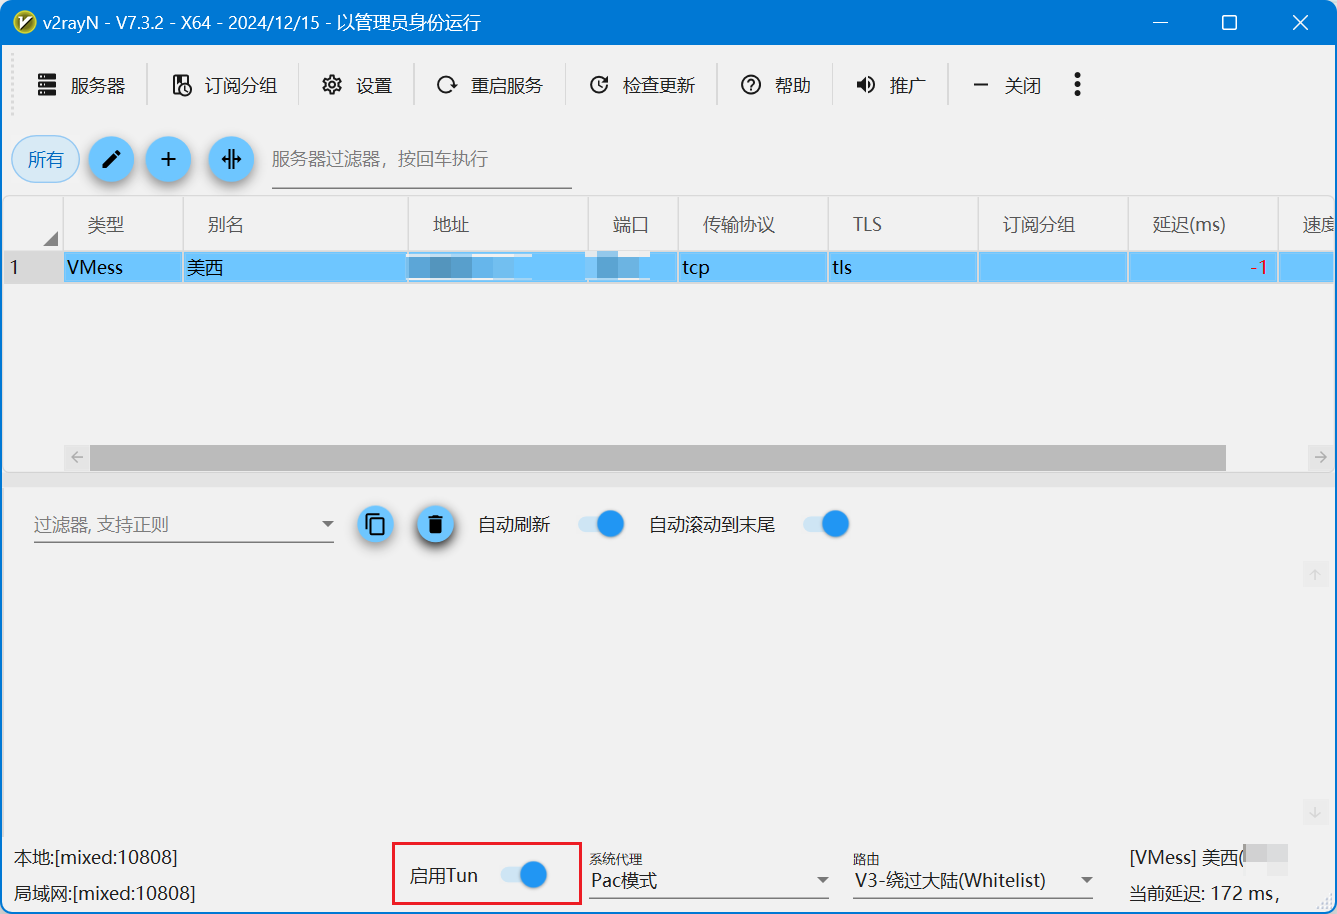 v2rayN - V7.3.2 - X64 - 2024/12/15 - 以管理员身份运行
服务器 订阅分组 设置 重启服务 检查更新 帮助 推广 关闭
所有 服务器过滤器，按回车执行
类型 别名 地址 端口 传输协议 TLS 订阅分组 延迟(ms) 速度
1 VMess 美西 tcp tls -1
过滤器, 支持正则 自动刷新 自动滚动到末尾
本地:[mixed:10808]
局域网:[mixed:10808]
启用Tun
系统代理
Pac模式
路由
V3-绕过大陆(Whitelist)
[VMess] 美西(
当前延迟: 172 ms,